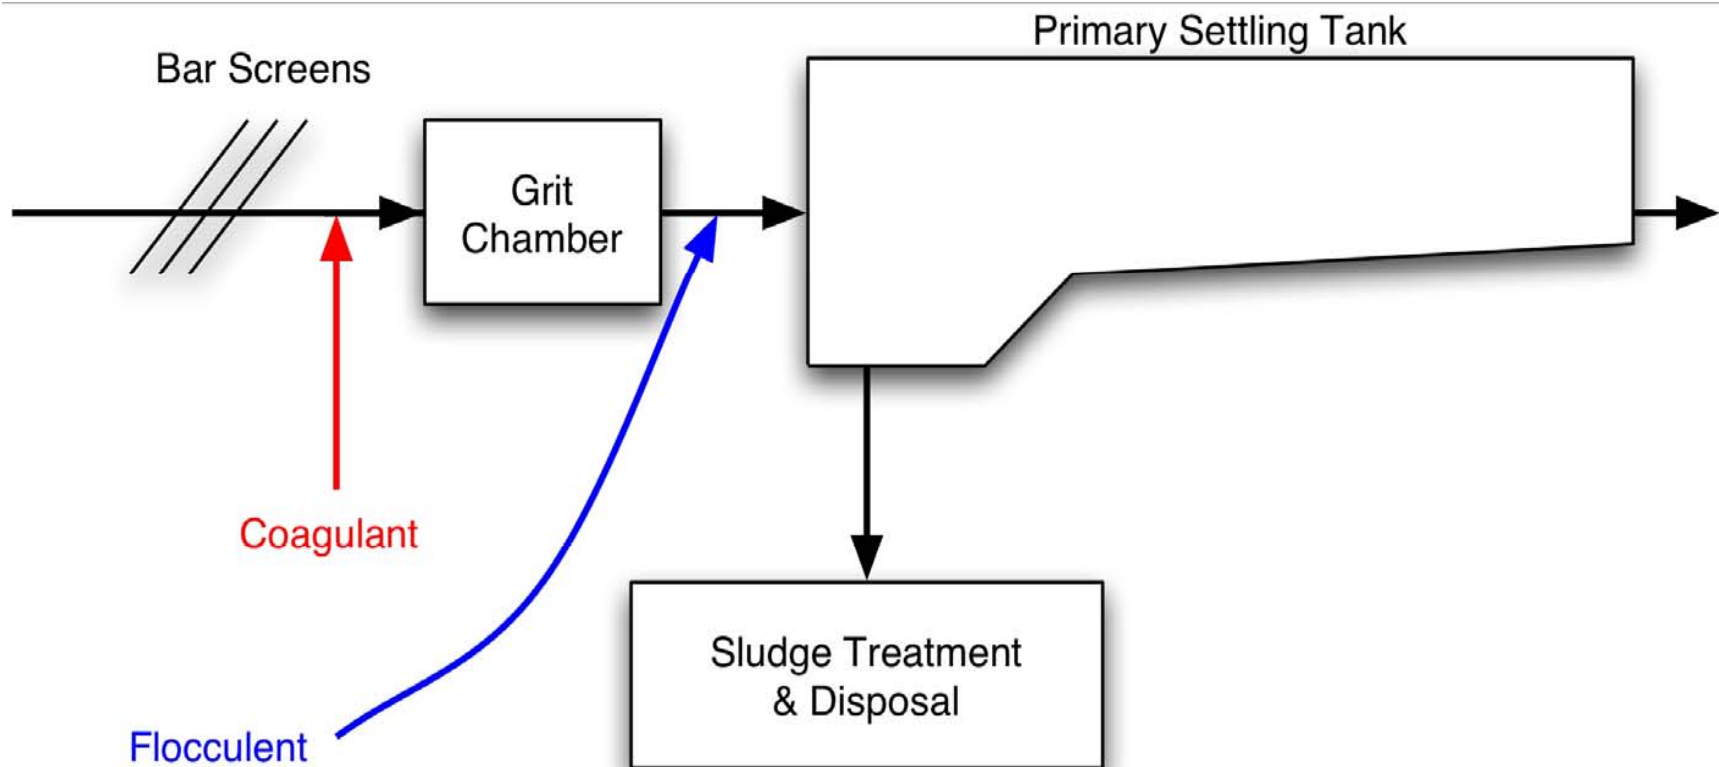 Primary Settling Tank
Bar Screens
Grit
Chamber
Coagulant
Sludge Treatment
& Disposal
Flocculent